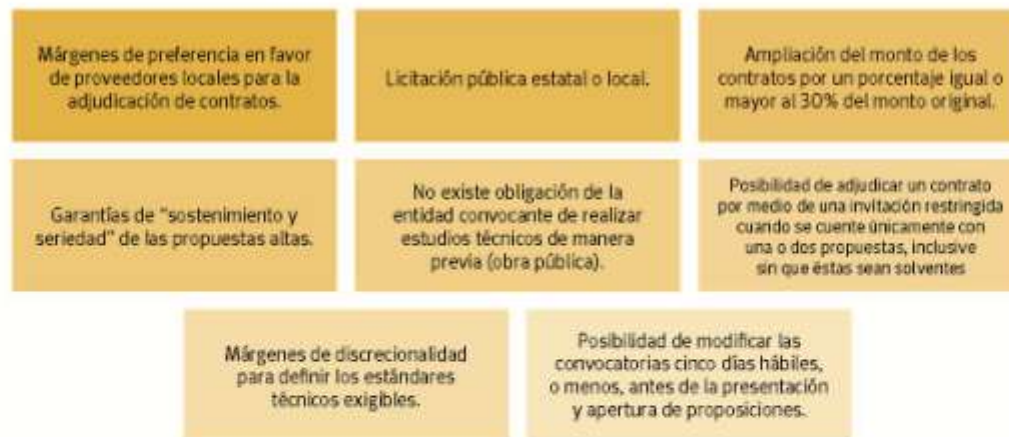 Márgenes de preferencia en favor
de proveedores locales para la
adjudicación de contratos.
Licitación pública estatal o local.
Ampliación del monto de los
contratos por un porcentaje igual o
mayor al 30% del monto original.
Garantías de "sostenimiento y
seriedad" de las propuestas altas.
No existe obligación de la
entidad convocante de realizar
estudios técnicos de manera
previa (obra pública).
Posibilidad de adjudicar un contrato
por medio de una invitación restringida
cuando se cuente únicamente con
una o dos propuestas, inclusive
sin que éstas sean solventes
Márgenes de discrecionalidad
para definir los estándares
técnicos exigibles.
Posibilidad de modificar las
convocatorias cinco días hábiles,
o menos, antes de la presentación
y apertura de proposiciones.